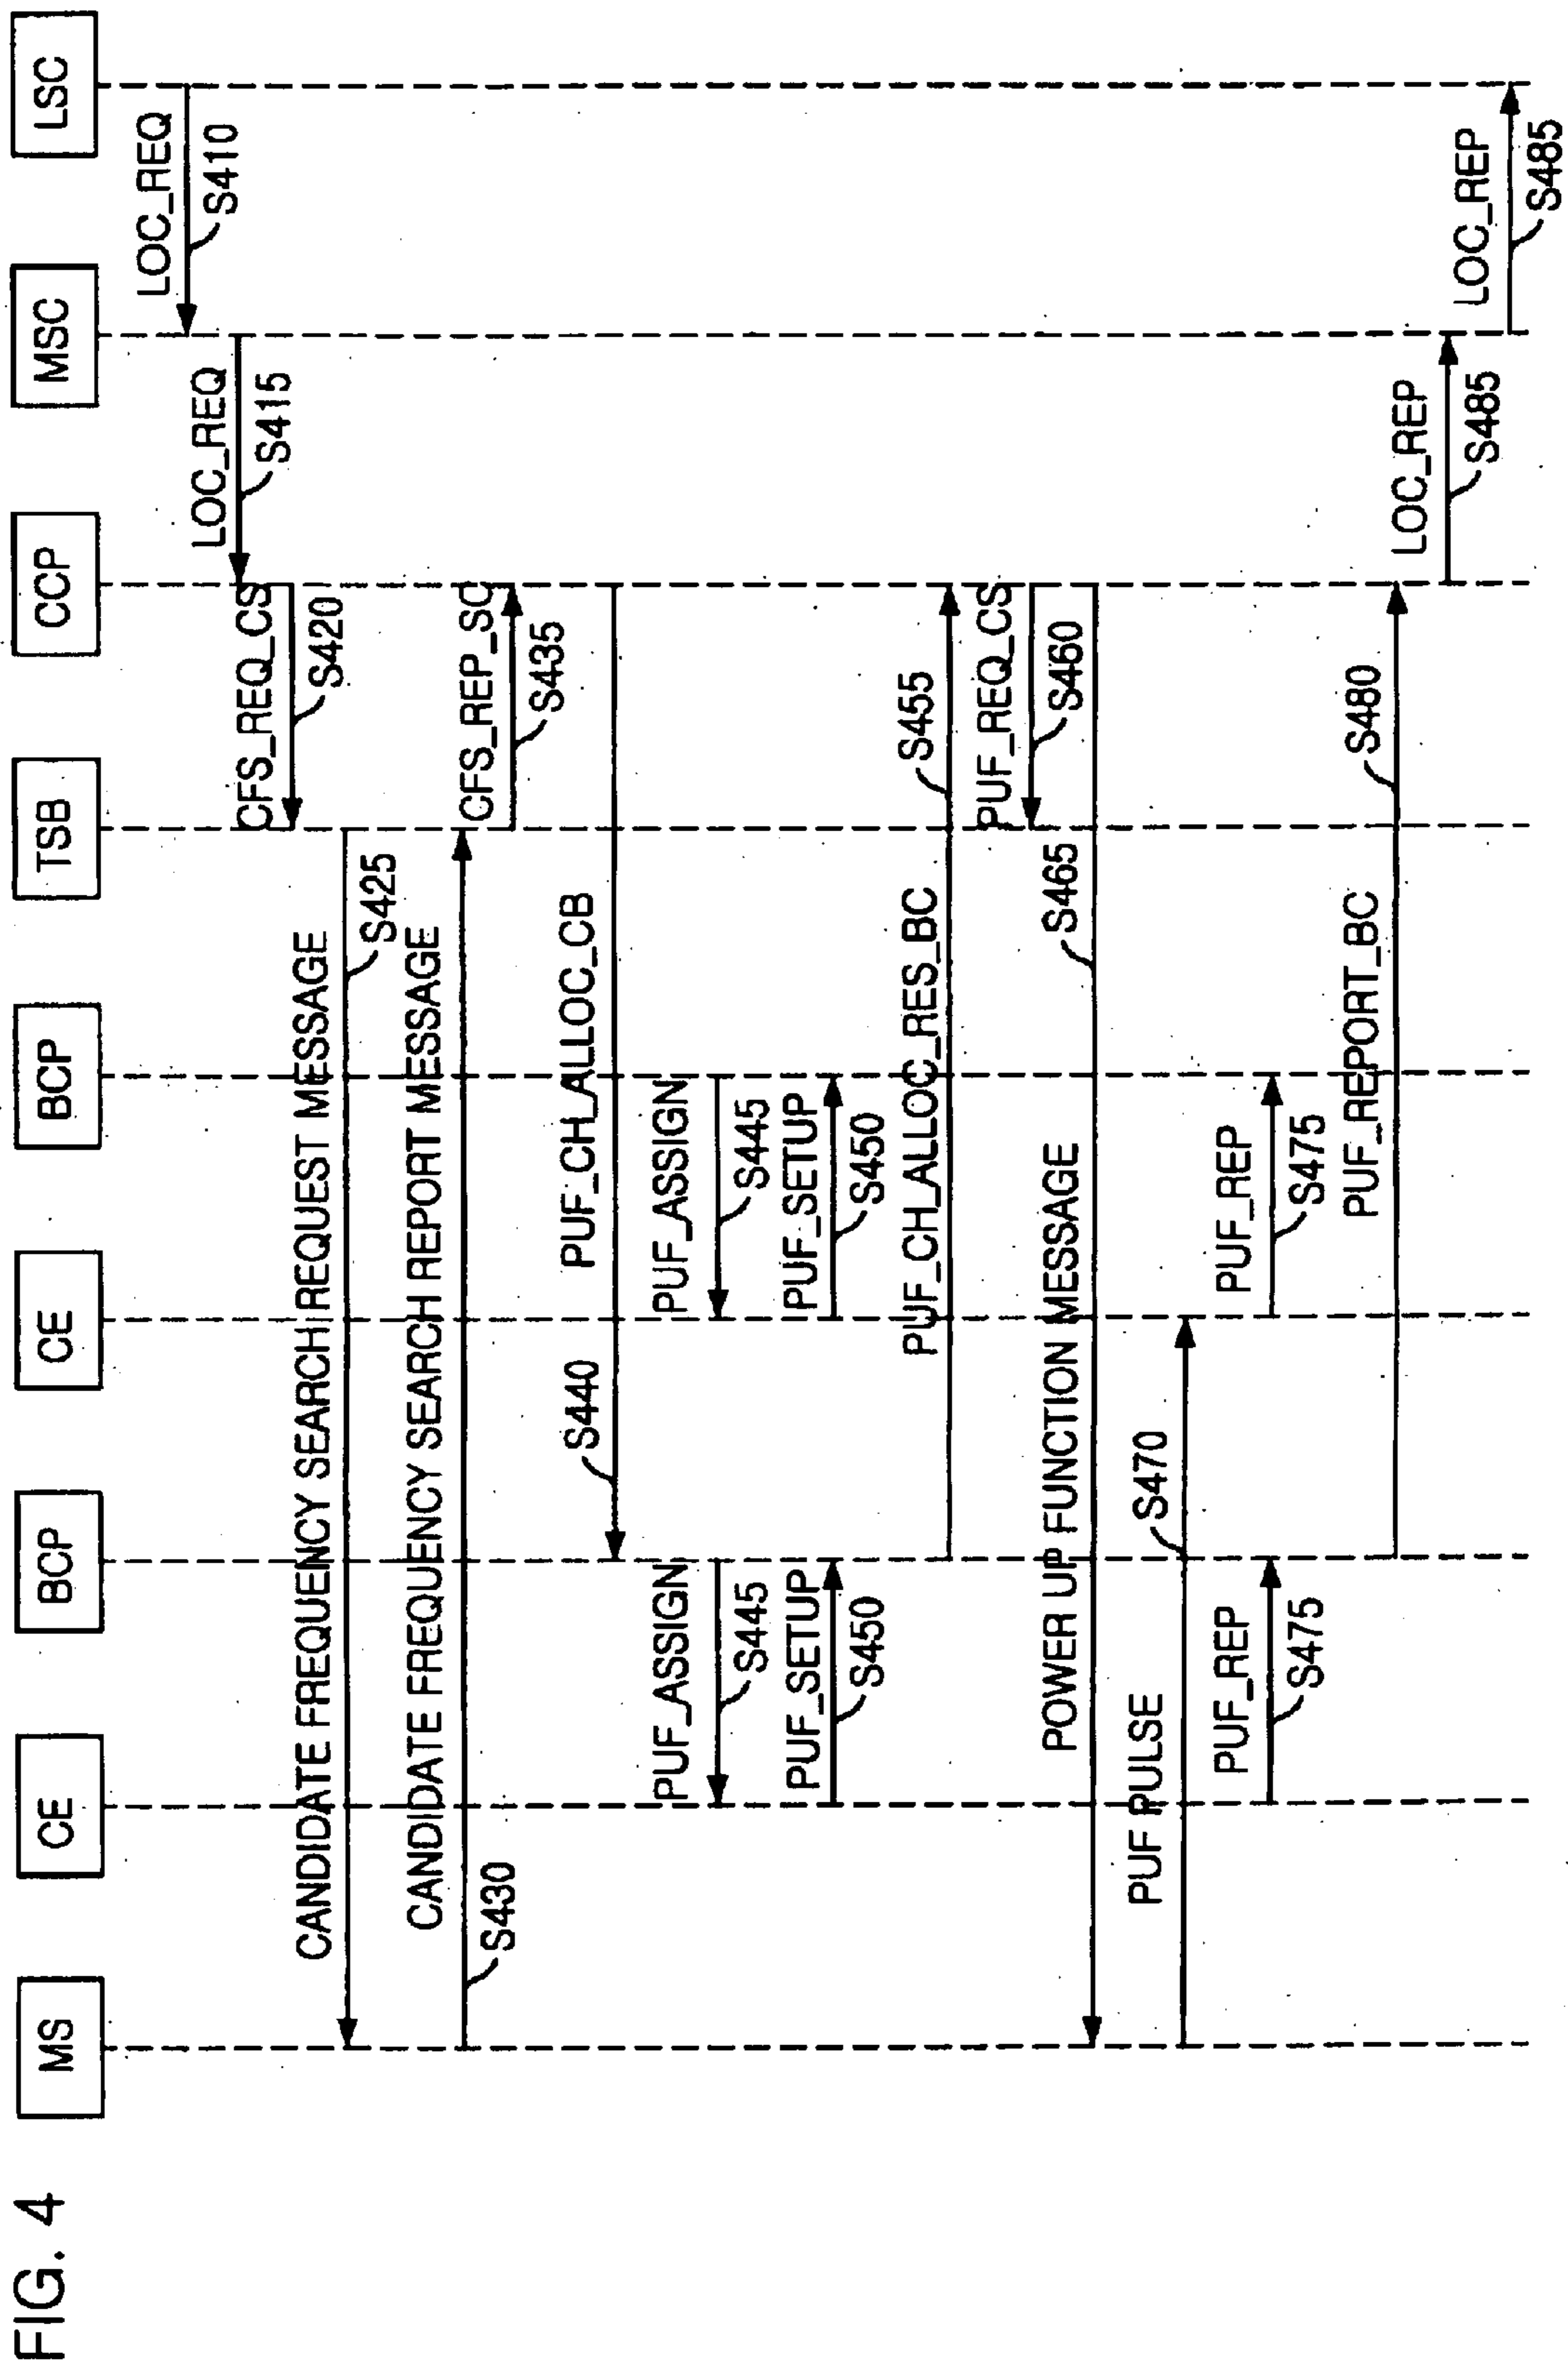 FIG. 4
MS
CE
BCP
CE
BCP
TSB
CCP
MSC
LSC
LOC_REQ
S410
LOC_REQ
S415
CFS_REQ_CS
S420
CANDIDATE FREQUENCY SEARCH REQUEST MESSAGE
S425
CANDIDATE FREQUENCY SEARCH REPORT MESSAGE
S430
CFS_REP_SC
S435
PUF_CH_ALLOC_CB
S440
PUF_ASSIGN
S445
PUF_ASSIGN
S445
PUF_SETUP
S450
PUF_SETUP
S450
PUF_CH_ALLOC_RES_BC
S455
PUF_REQ_CS
S460
POWER UP FUNCTION MESSAGE
S465
PUF PULSE
S470
PUF_REP
S475
PUF_REP
S475
PUF_REPORT_BC
S480
LOC_REP
S485
LOC_REP
S485